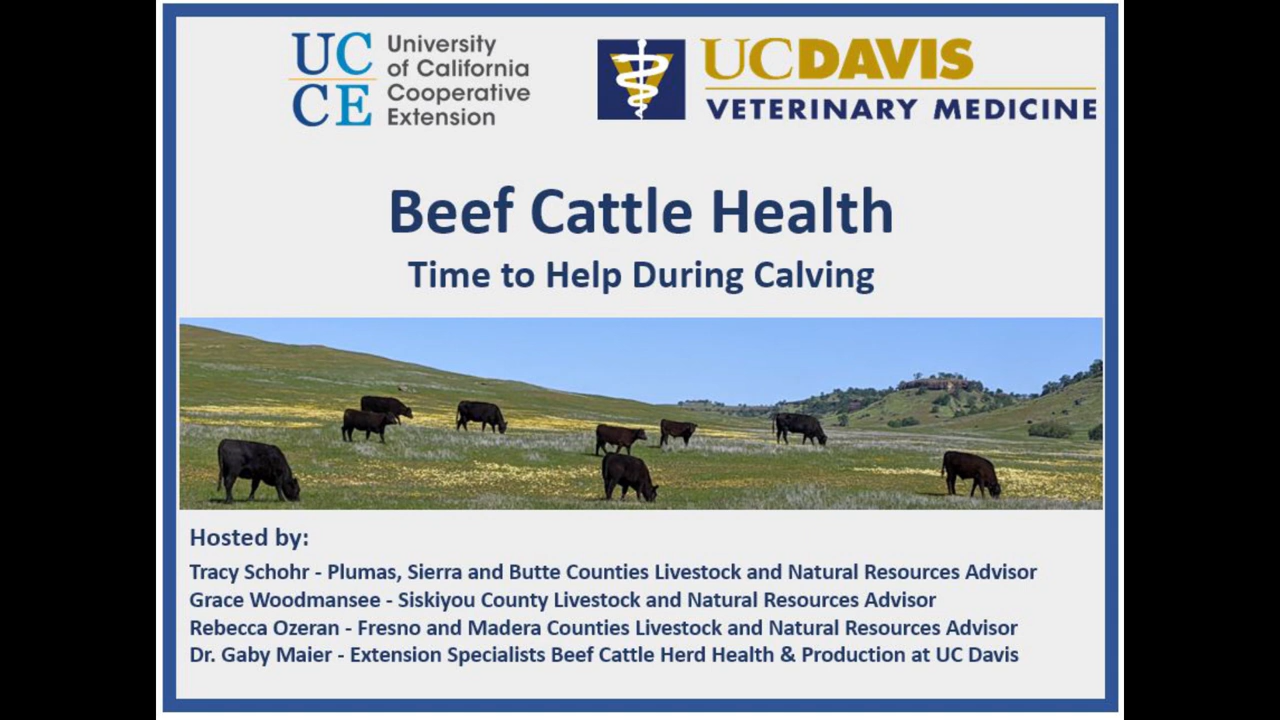 UC
CE
University
of California
Cooperative
Extension
UCDAVIS
VETERINARY MEDICINE
Beef Cattle Health
Time to Help During Calving
Hosted by:
Tracy Schohr - Plumas, Sierra and Butte Counties Livestock and Natural Resources Advisor
Grace Woodmansee - Siskiyou County Livestock and Natural Resources Advisor
Rebecca Ozeran - Fresno and Madera Counties Livestock and Natural Resources Advisor
Dr. Gaby Maier - Extension Specialists Beef Cattle Herd Health & Production at UC Davis